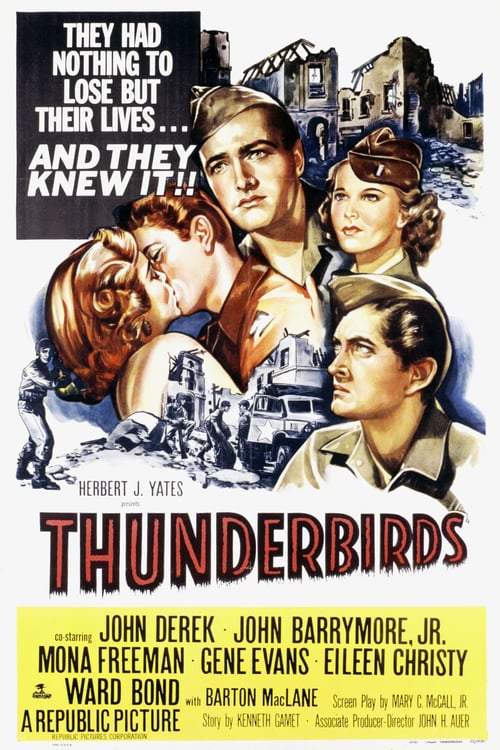 THEY HAD
NOTHING TO
LOSE BUT
THEIR LIVES...
AND THEY
KNEW IT!!
HERBERT J. YATES
presents
THUNDERBIRDS
co-starring JOHN DEREK · JOHN BARRYMORE, JR.
MONA FREEMAN · GENE EVANS · EILEEN CHRISTY
WARD BOND with BARTON MacLANE Screen Play by MARY C. McCALL, JR.
A REPUBLIC PICTURE Story by KENNETH GAMET · Associate Producer-Director JOHN H. AUER
REPUBLIC PICTURES CORPORATION